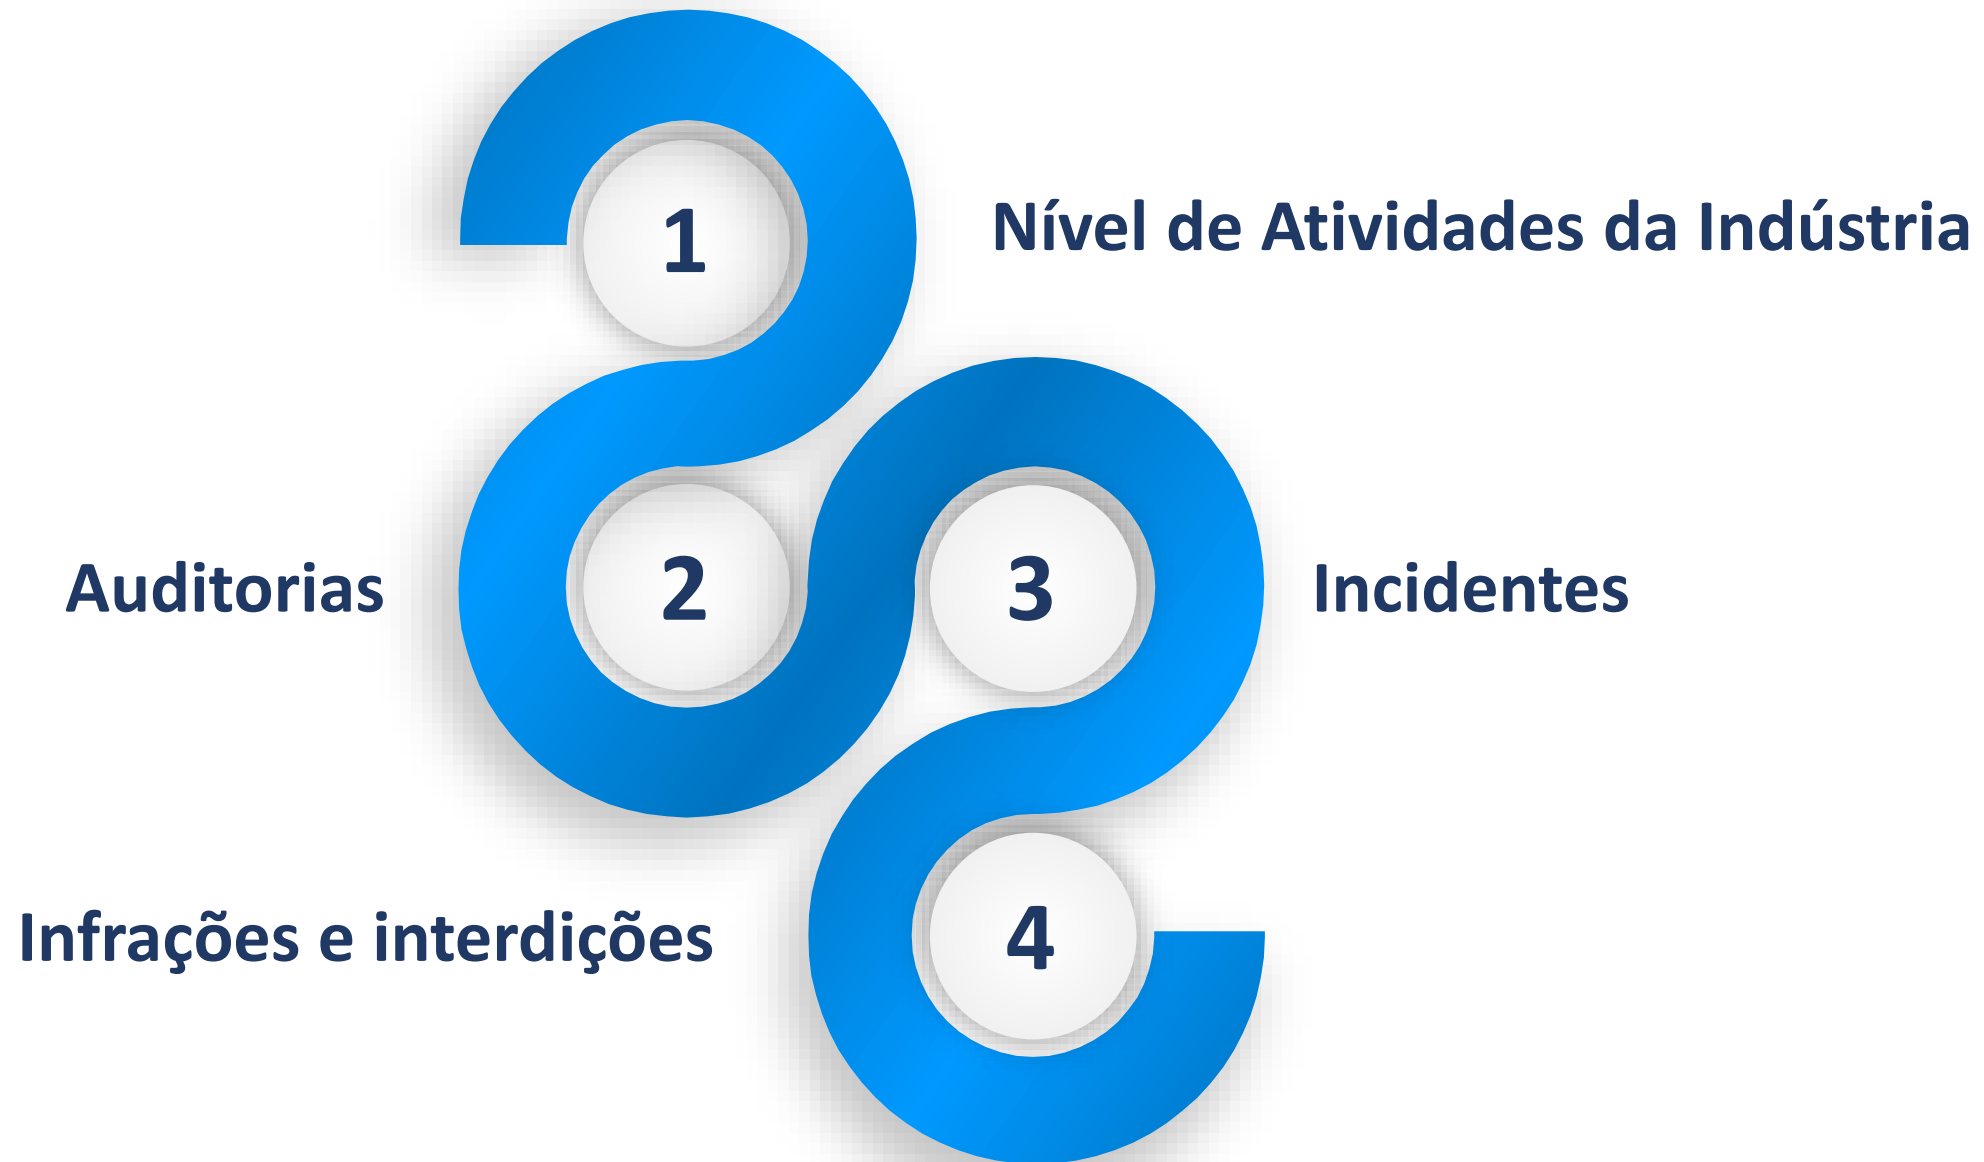 1
Nível de Atividades da Indústria
Auditorias
2
3
Incidentes
Infrações e interdições
4